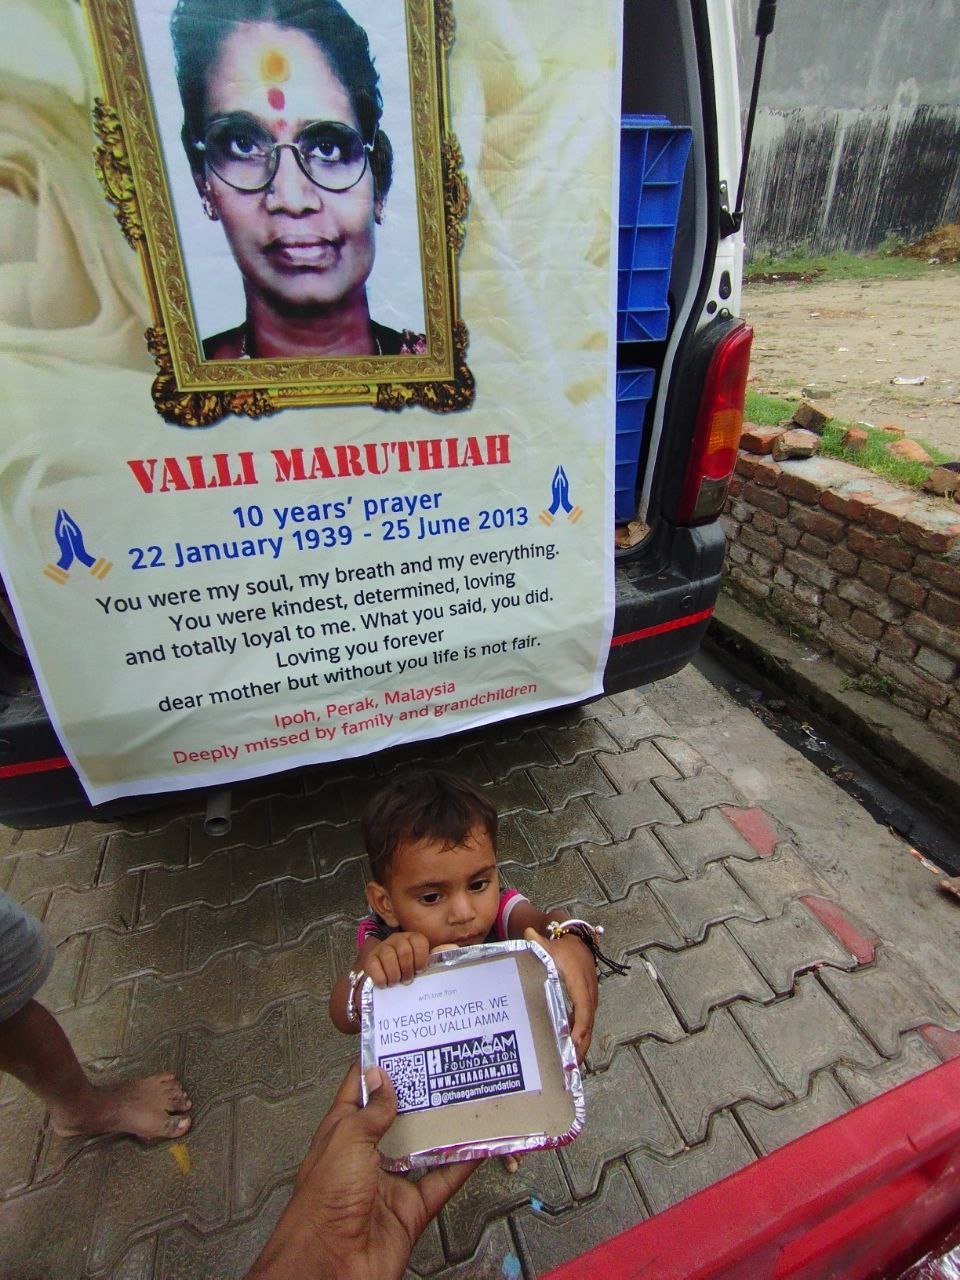 VALLI MARUTHIAH
10 years' prayer
22 January 1939 - 25 June 2013
You were my soul, my breath and my everything.
You were kindest, determined, loving
and totally loyal to me. What you said, you did.
Loving you forever
dear mother but without you life is not fair.
Ipoh, Perak, Malaysia
Deeply missed by family and grandchildren
with love from
10 YEARS' PRAYER. WE
MISS YOU VALLI AMMA
THAAGAM
FOUNDATION
WWW.THAAGAM.ORG
@thaagamfoundation